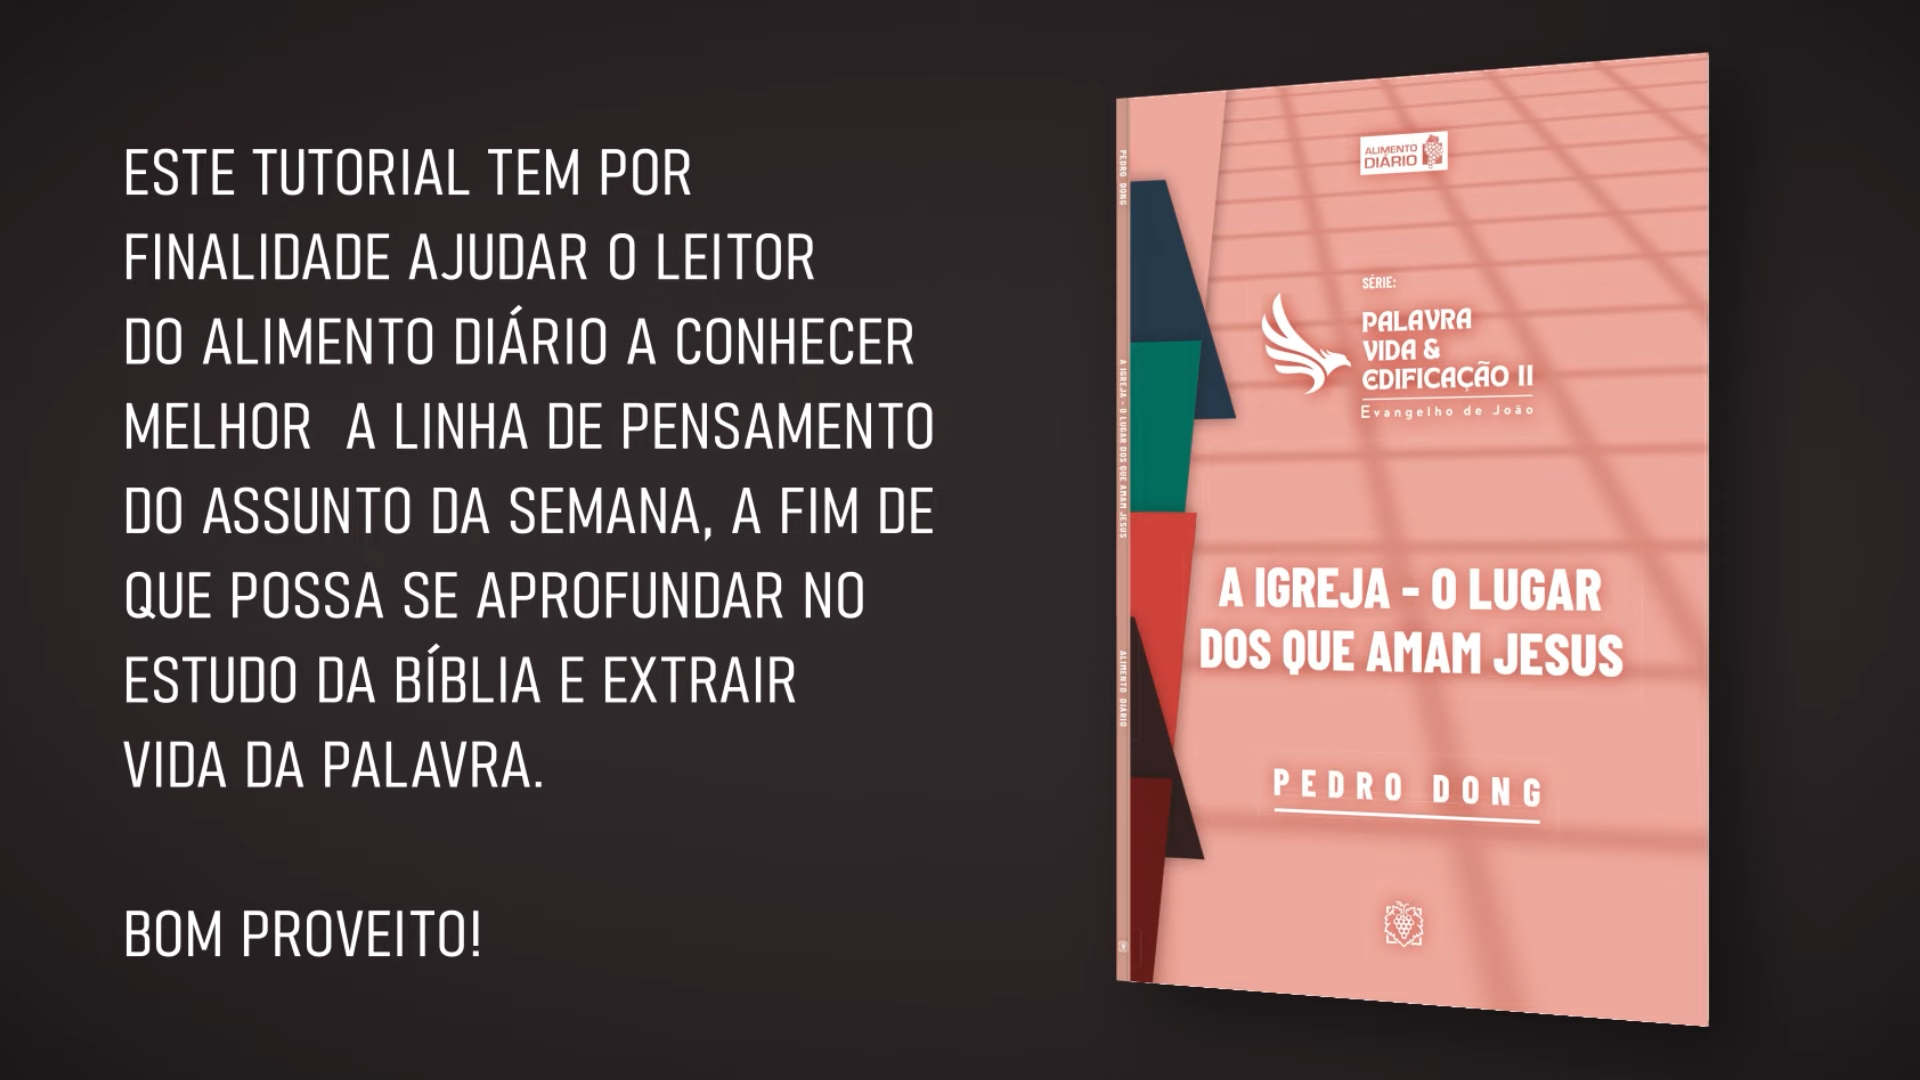 ESTE TUTORIAL TEM POR
FINALIDADE AJUDAR O LEITOR
DO ALIMENTO DIÁRIO A CONHECER
MELHOR  A LINHA DE PENSAMENTO
DO ASSUNTO DA SEMANA, A FIM DE
QUE POSSA SE APROFUNDAR NO
ESTUDO DA BÍBLIA E EXTRAIR
VIDA DA PALAVRA.
BOM PROVEITO!
PEDRO DONG
A IGREJA - O LUGAR DOS QUE AMAM JESUS
ALIMENTO DIÁRIO
ALIMENTO
DIÁRIO
SÉRIE:
PALAVRA
VIDA &
EDIFICAÇÃO II
Evangelho de João
A IGREJA - O LUGAR
DOS QUE AMAM JESUS
PEDRO DONG